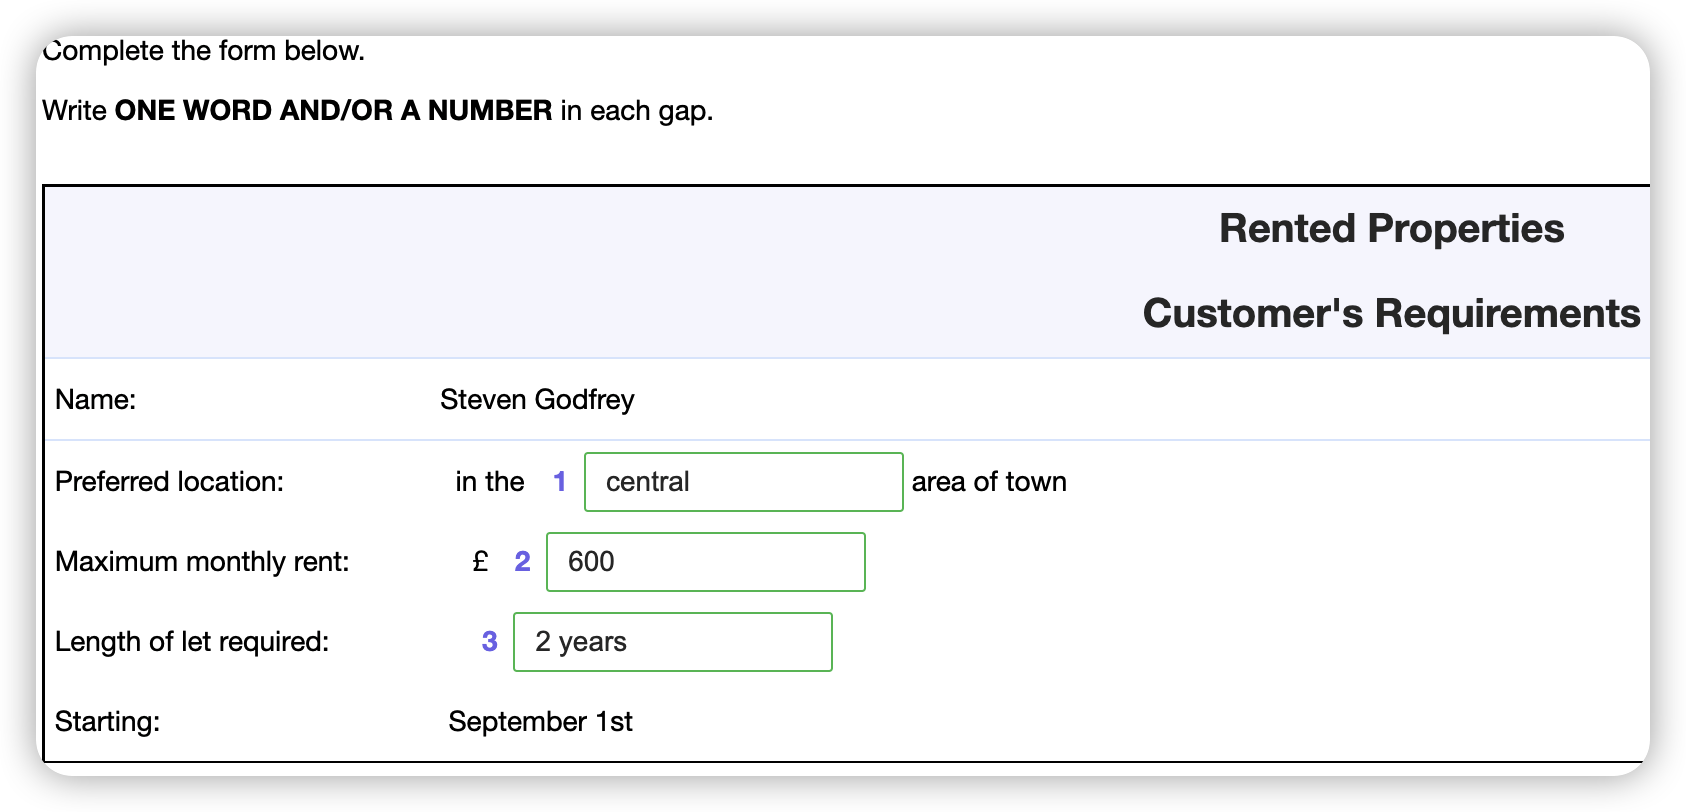 Complete the form below.
Write ONE WORD AND/OR A NUMBER in each gap.
Rented Properties
Customer's Requirements
Name: Steven Godfrey
Preferred location: in the 1 central area of town
Maximum monthly rent: £ 2 600
Length of let required: 3 2 years
Starting: September 1st